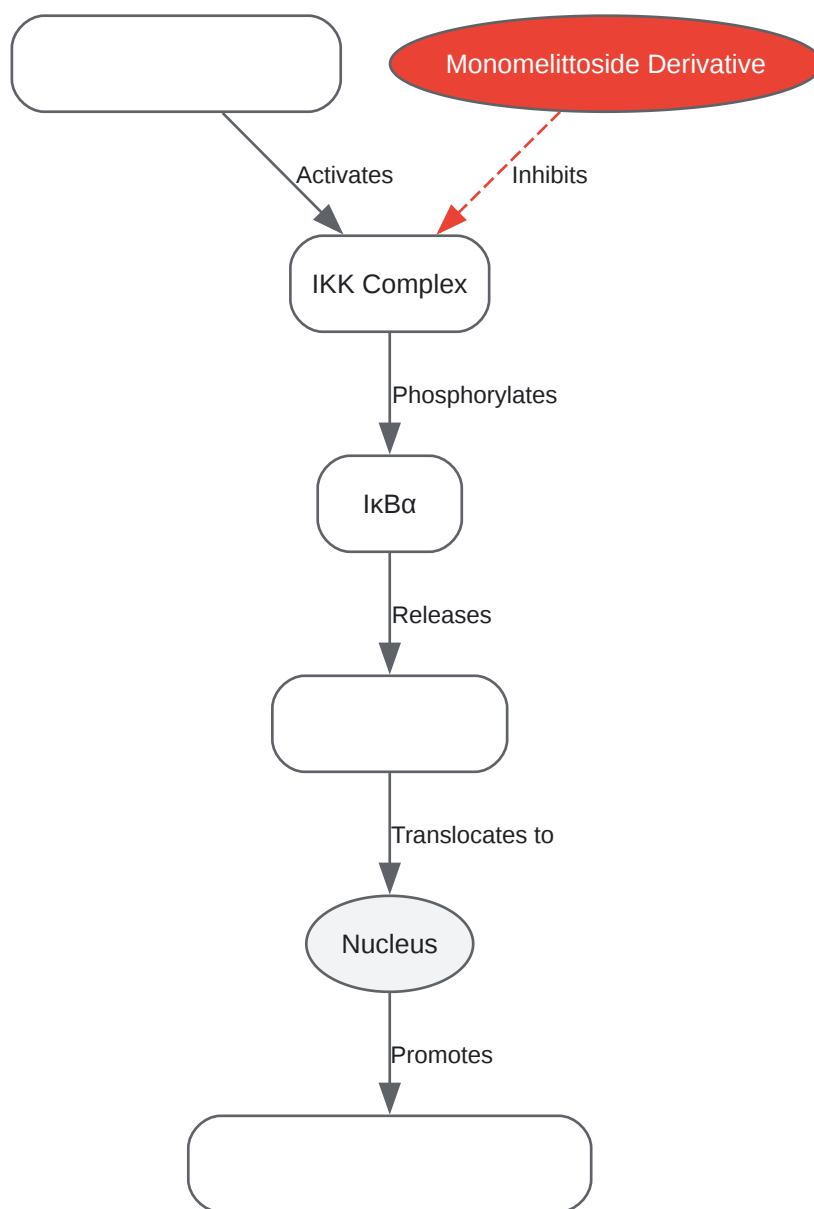 Monomelittoside Derivative
Activates
Inhibits
IKK Complex
Phosphorylates
IκBα
Releases
Translocates to
Nucleus
Promotes